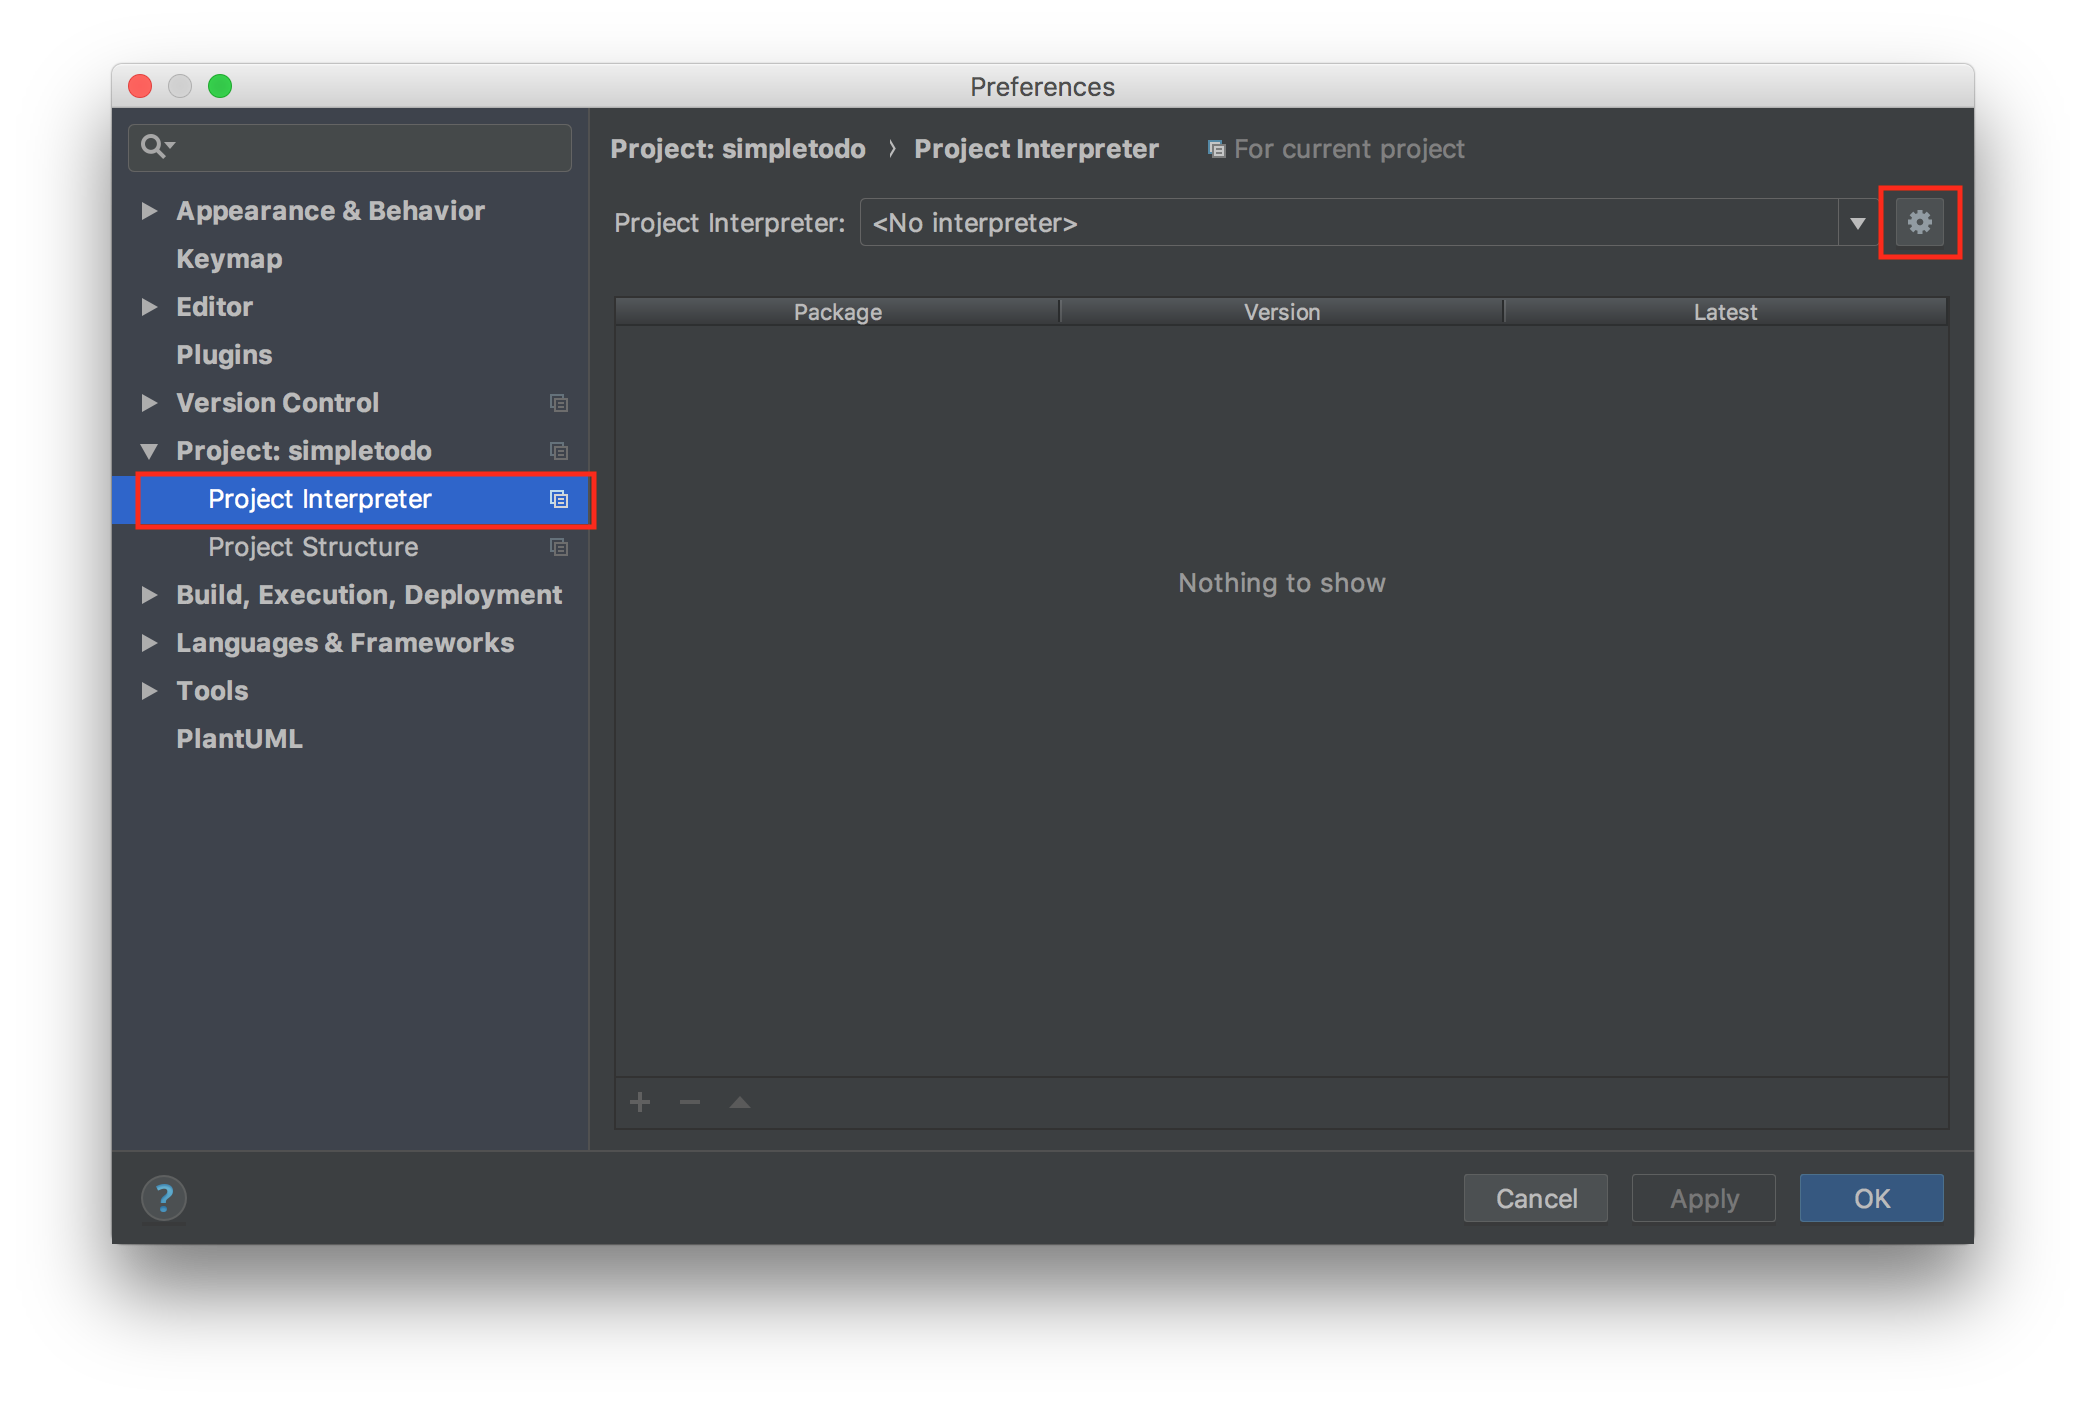 Preferences
Appearance & Behavior
Keymap
Editor
Plugins
Version Control
Project: simpletodo
Project Interpreter
Project Structure
Build, Execution, Deployment
Languages & Frameworks
Tools
PlantUML
Project: simpletodo › Project Interpreter For current project
Project Interpreter: <No interpreter>
Package Version Latest
Nothing to show
? Cancel Apply OK